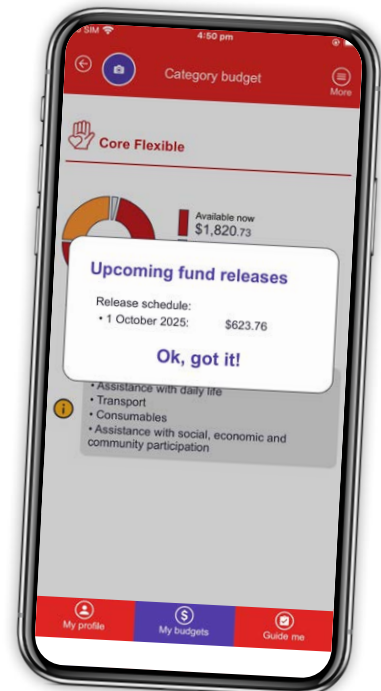 SIM
4:50 pm
Category budget
More
Core Flexible
Available now
$1,820.73
Upcoming fund releases
Release schedule:
• 1 October 2025: $623.76
Ok, got it!
• Assistance with daily life
• Transport
• Consumables
• Assistance with social, economic and
community participation
My profile
My budgets
Guide me